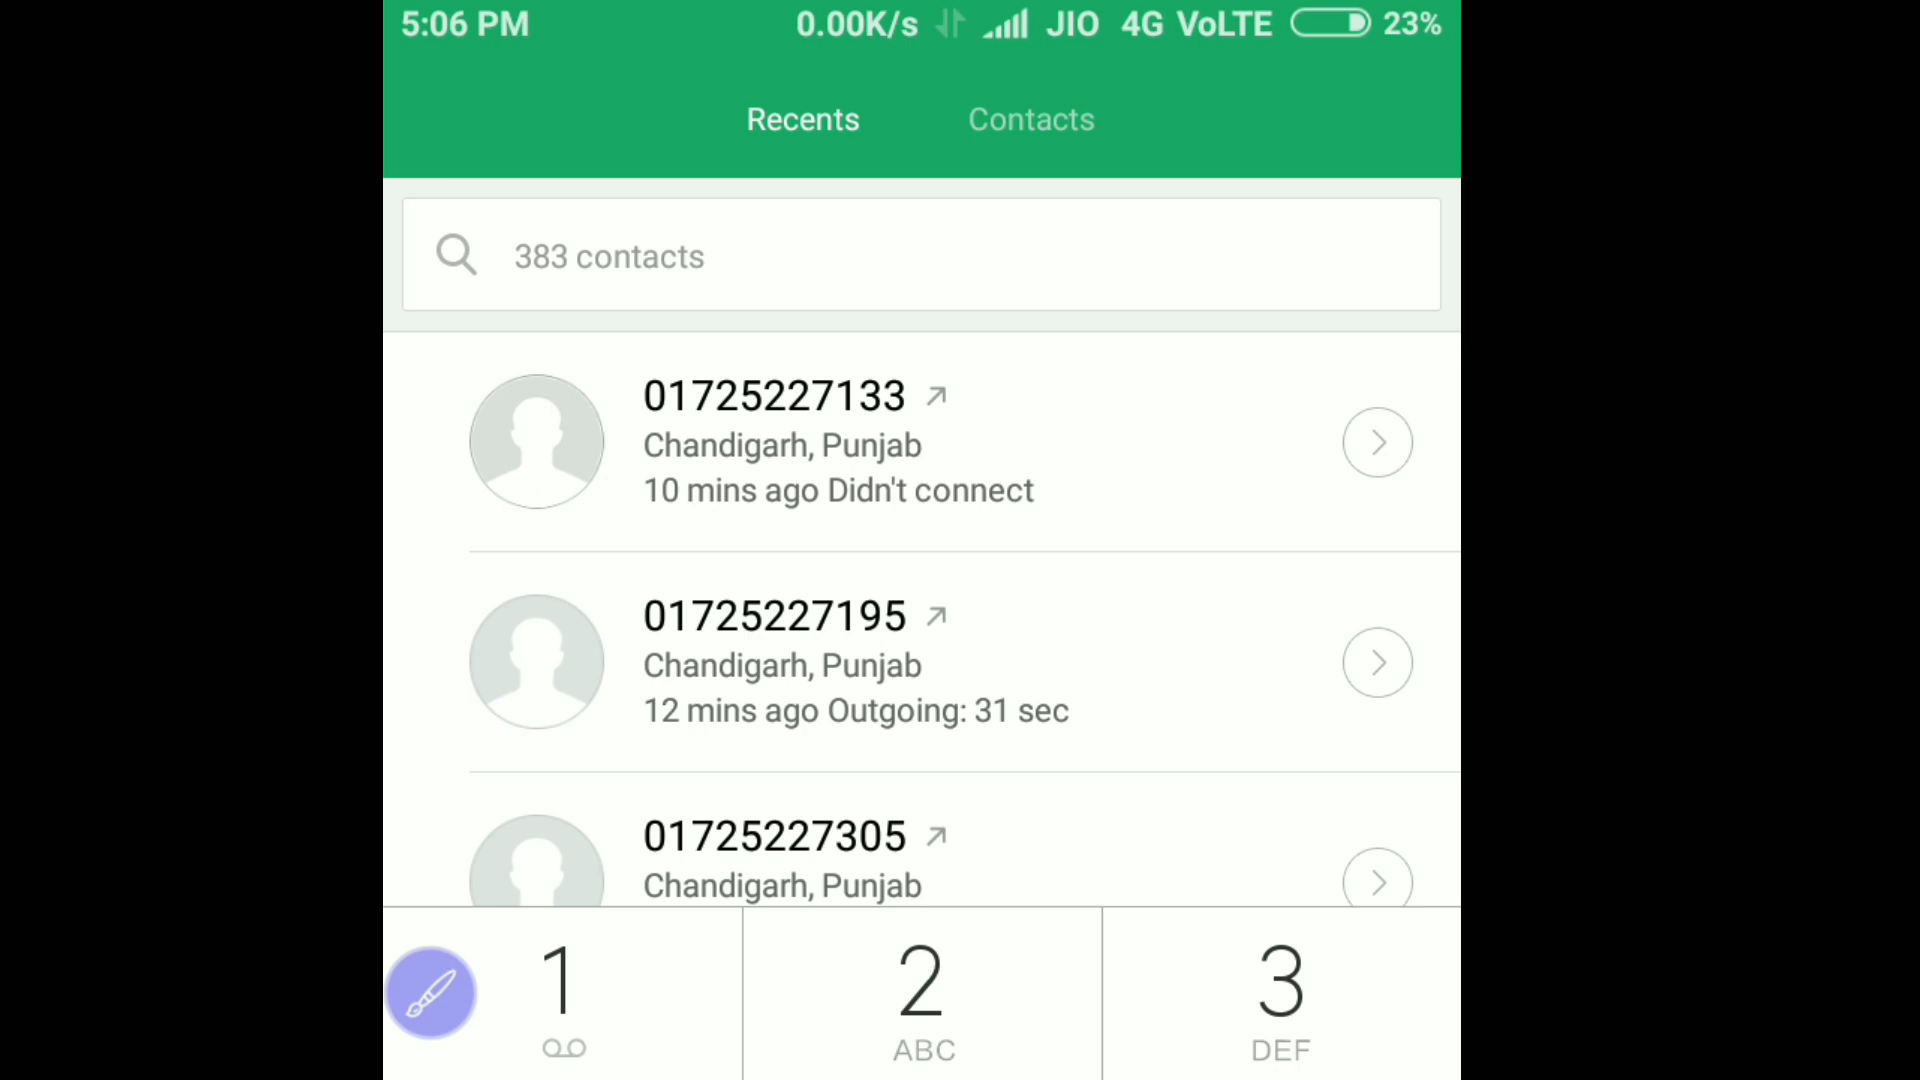 5:06 PM 0.00K/s JIO 4G VoLTE 23%
Recents Contacts
383 contacts
01725227133
Chandigarh, Punjab
10 mins ago Didn't connect
01725227195
Chandigarh, Punjab
12 mins ago Outgoing: 31 sec
01725227305
Chandigarh, Punjab
1 2 3
ABC DEF